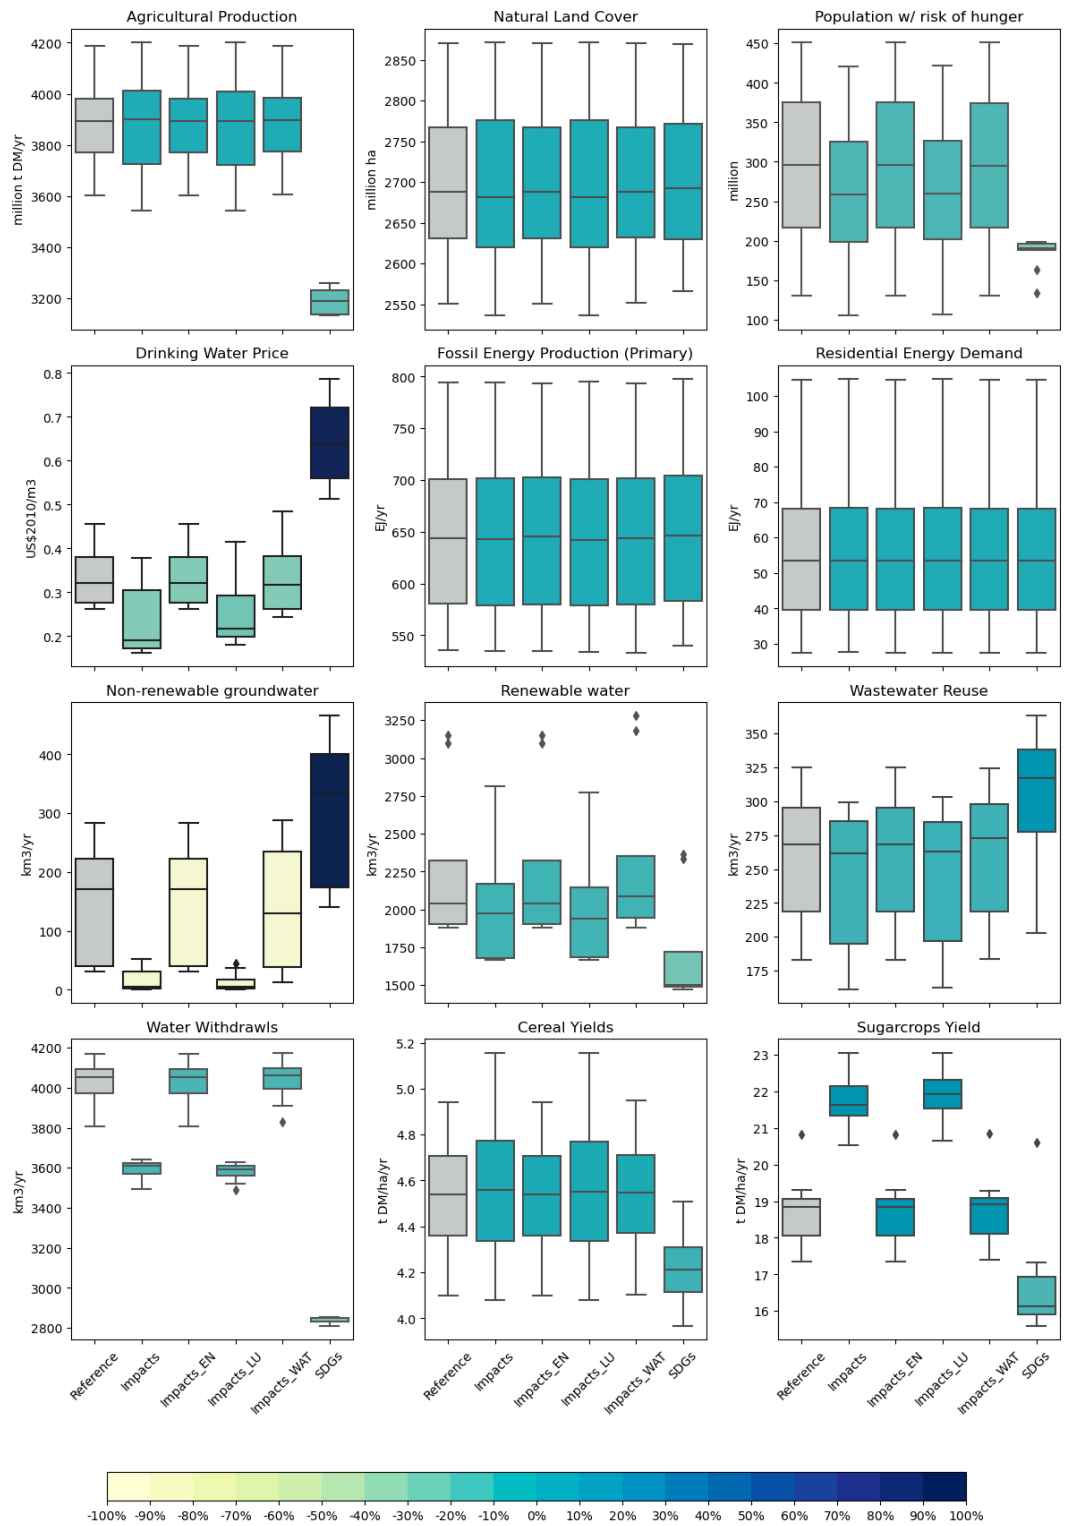 Agricultural Production
Natural Land Cover
Population w/ risk of hunger
million t DM/yr
4200
4000
3800
3600
3400
3200
million ha
2850
2800
2750
2700
2650
2600
2550
million
450
400
350
300
250
200
150
100
Drinking Water Price
Fossil Energy Production (Primary)
Residential Energy Demand
US$2010/m3
0.8
0.7
0.6
0.5
0.4
0.3
0.2
EJ/yr
800
750
700
650
600
550
EJ/yr
100
90
80
70
60
50
40
30
Non-renewable groundwater
Renewable water
Wastewater Reuse
km3/yr
400
300
200
100
0
km3/yr
3250
3000
2750
2500
2250
2000
1750
1500
km3/yr
350
325
300
275
250
225
200
175
Water Withdrawls
Cereal Yields
Sugarcrops Yield
km3/yr
4200
4000
3800
3600
3400
3200
3000
2800
t DM/ha/yr
5.2
5.0
4.8
4.6
4.4
4.2
4.0
t DM/ha/yr
23
22
21
20
19
18
17
16
Reference
Impacts
Impacts_EN
Impacts_LU
Impacts_WAT
SDGs
Reference
Impacts
Impacts_EN
Impacts_LU
Impacts_WAT
SDGs
Reference
Impacts
Impacts_EN
Impacts_LU
Impacts_WAT
SDGs
-100% -90% -80% -70% -60% -50% -40% -30% -20% -10% 0% 10% 20% 30% 40% 50% 60% 70% 80% 90% 100%